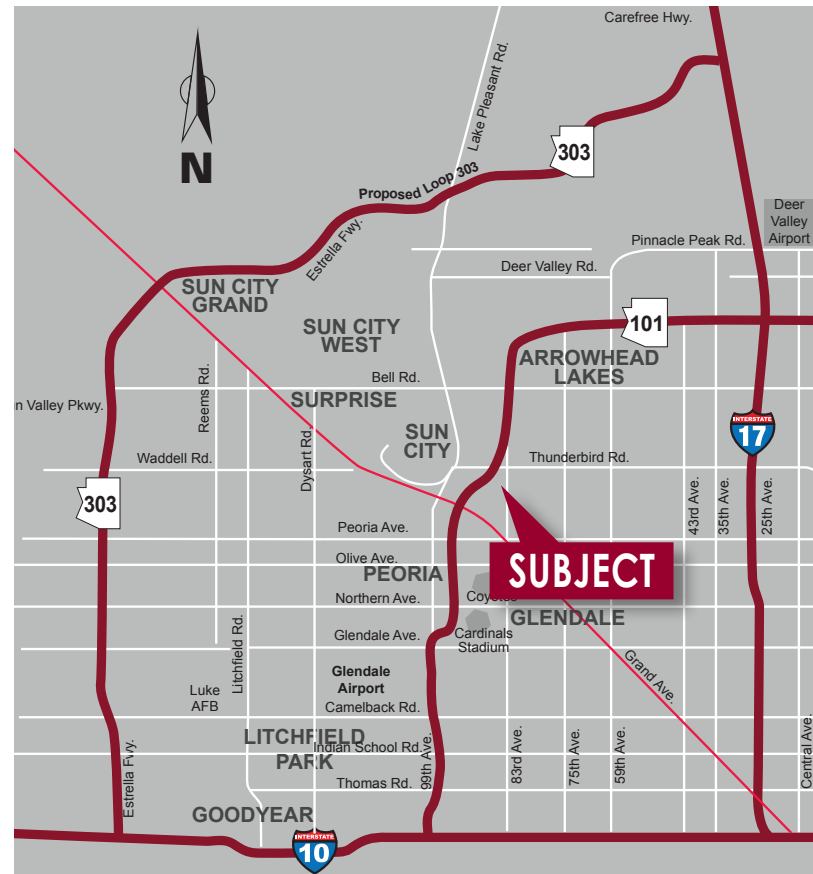 Carefree Hwy.
Lake Pleasant Rd.
N
303
Proposed Loop 303
Estrella Fwy.
Deer
Valley
Airport
Pinnacle Peak Rd.
Deer Valley Rd.
SUN CITY
GRAND
SUN CITY
WEST
101
ARROWHEAD
LAKES
Bell Rd.
Reems Rd.
SURPRISE
n Valley Pkwy.
SUN
CITY
INTERSTATE
17
Dysart Rd.
Waddell Rd.
Thunderbird Rd.
303
43rd Ave.
35th Ave.
25th Ave.
Peoria Ave.
Olive Ave.
PEORIA
SUBJECT
Northern Ave.
GLENDALE
Glendale Ave.
Cardinals
Stadium
Litchfield Rd.
Glendale
Airport
Grand Ave.
Luke
AFB
Camelback Rd.
LITCHFIELD
PARK
Indian School Rd.
99th Ave.
83rd Ave.
75th Ave.
59th Ave.
Central Ave.
Estrella Fwy.
Thomas Rd.
GOODYEAR
INTERSTATE
10